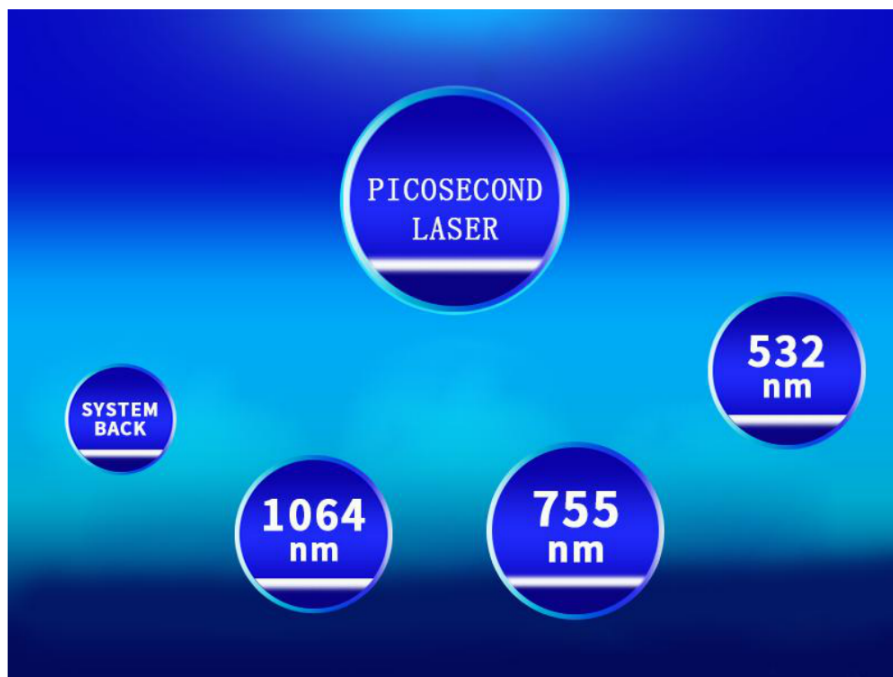 PICOSECOND
LASER
532
nm
SYSTEM
BACK
1064
nm
755
nm